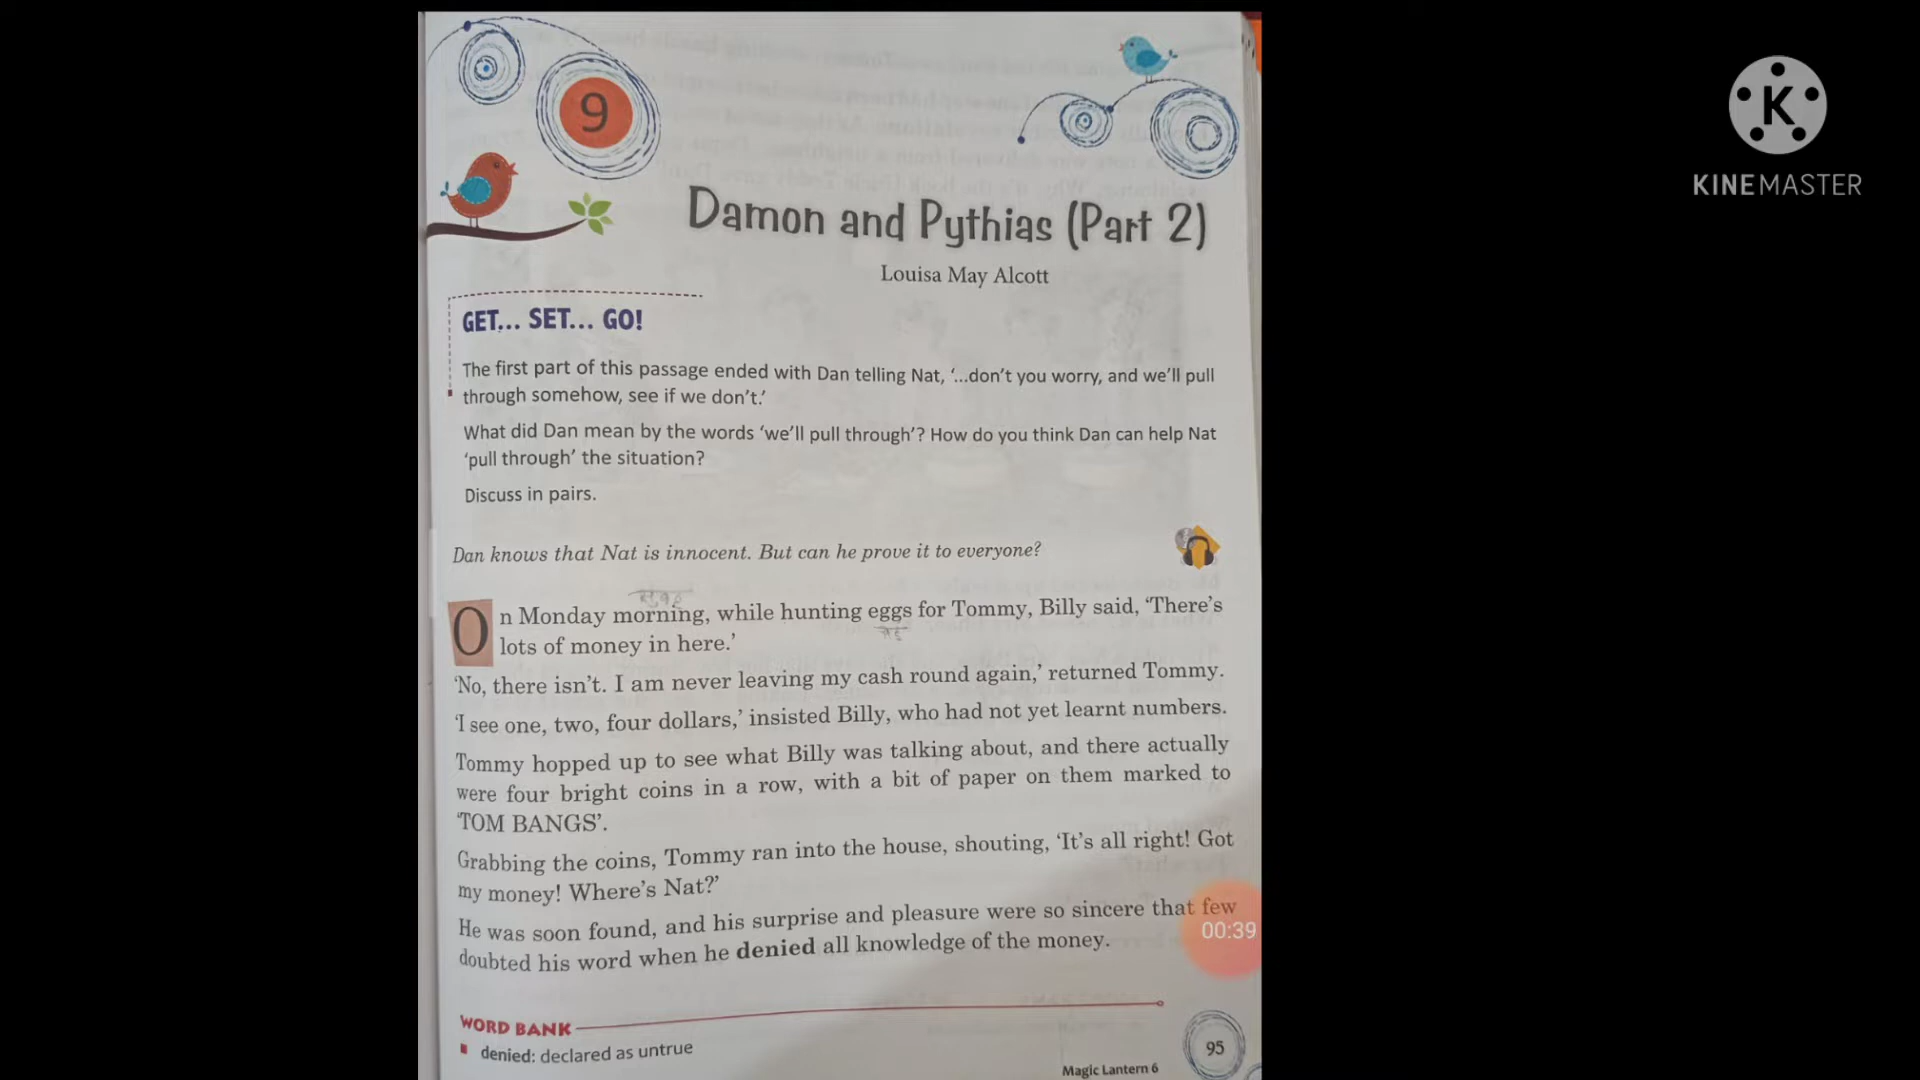 9
Damon and Pythias (Part 2)
Louisa May Alcott
GET... SET... GO!
The first part of this passage ended with Dan telling Nat, ‘...don’t you worry, and we’ll pull
through somehow, see if we don’t.’
What did Dan mean by the words ‘we’ll pull through’? How do you think Dan can help Nat
‘pull through’ the situation?
Discuss in pairs.
Dan knows that Nat is innocent. But can he prove it to everyone?
On Monday morning, while hunting eggs for Tommy, Billy said, ‘There’s
lots of money in here.’
‘No, there isn’t. I am never leaving my cash round again,’ returned Tommy.
‘I see one, two, four dollars,’ insisted Billy, who had not yet learnt numbers.
Tommy hopped up to see what Billy was talking about, and there actually
were four bright coins in a row, with a bit of paper on them marked to
‘TOM BANGS’.
Grabbing the coins, Tommy ran into the house, shouting, ‘It’s all right! Got
my money! Where’s Nat?’
He was soon found, and his surprise and pleasure were so sincere that few
doubted his word when he denied all knowledge of the money.
00:39
WORD BANK
denied: declared as untrue
95
Magic Lantern 6
K
KINEMASTER